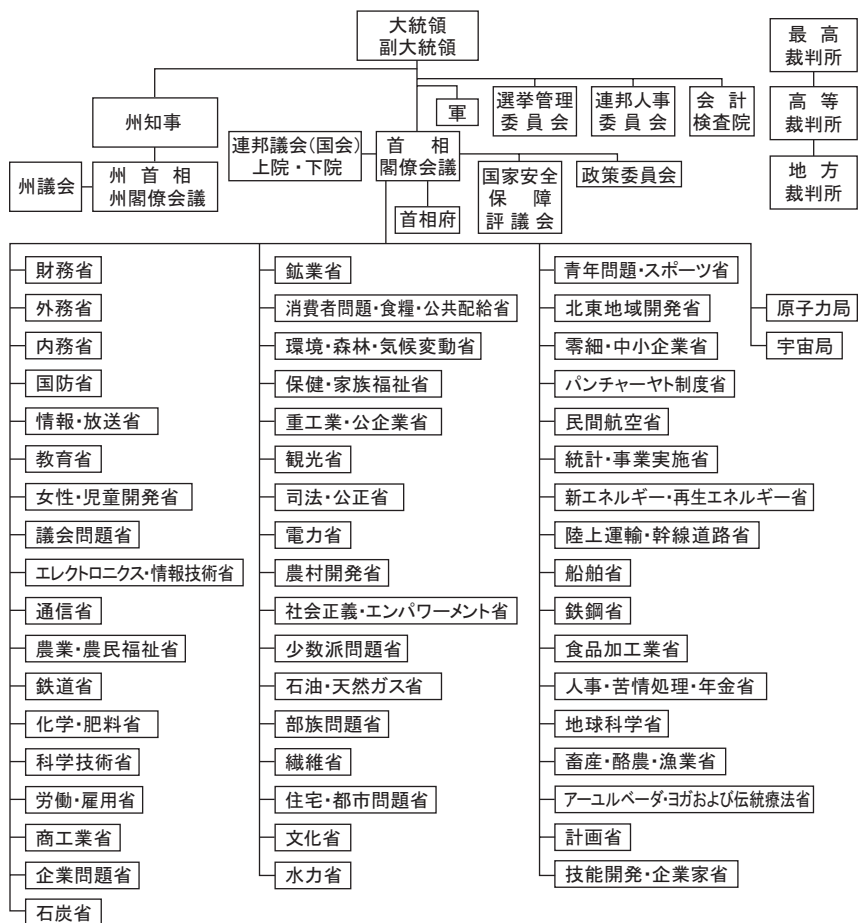 大統領
副大統領
最高
裁判所
州知事
軍
選挙管理
委員会
連邦人事
委員会
会計
検査院
高等
裁判所
州議会
州首相
州閣僚会議
連邦議会(国会)
上院・下院
首相
閣僚会議
首相府
国家安全
保障
評議会
政策委員会
地方
裁判所
財務省
外務省
内務省
国防省
情報・放送省
教育省
女性・児童開発省
議会問題省
エレクトロニクス・情報技術省
通信省
農業・農民福祉省
鉄道省
化学・肥料省
科学技術省
労働・雇用省
商工業省
企業問題省
石炭省
鉱業省
消費者問題・食糧・公共配給省
環境・森林・気候変動省
保健・家族福祉省
重工業・公企業省
観光省
司法・公正省
電力省
農村開発省
社会正義・エンパワーメント省
少数派問題省
石油・天然ガス省
部族問題省
繊維省
住宅・都市問題省
文化省
水力省
青年問題・スポーツ省
北東地域開発省
零細・中小企業省
パンチャーヤト制度省
民間航空省
統計・事業実施省
新エネルギー・再生エネルギー省
陸上運輸・幹線道路省
船舶省
鉄鋼省
食品加工業省
人事・苦情処理・年金省
地球科学省
畜産・酪農・漁業省
アーユルベーダ・ヨガおよび伝統療法省
計画省
技能開発・企業家省
原子力局
宇宙局